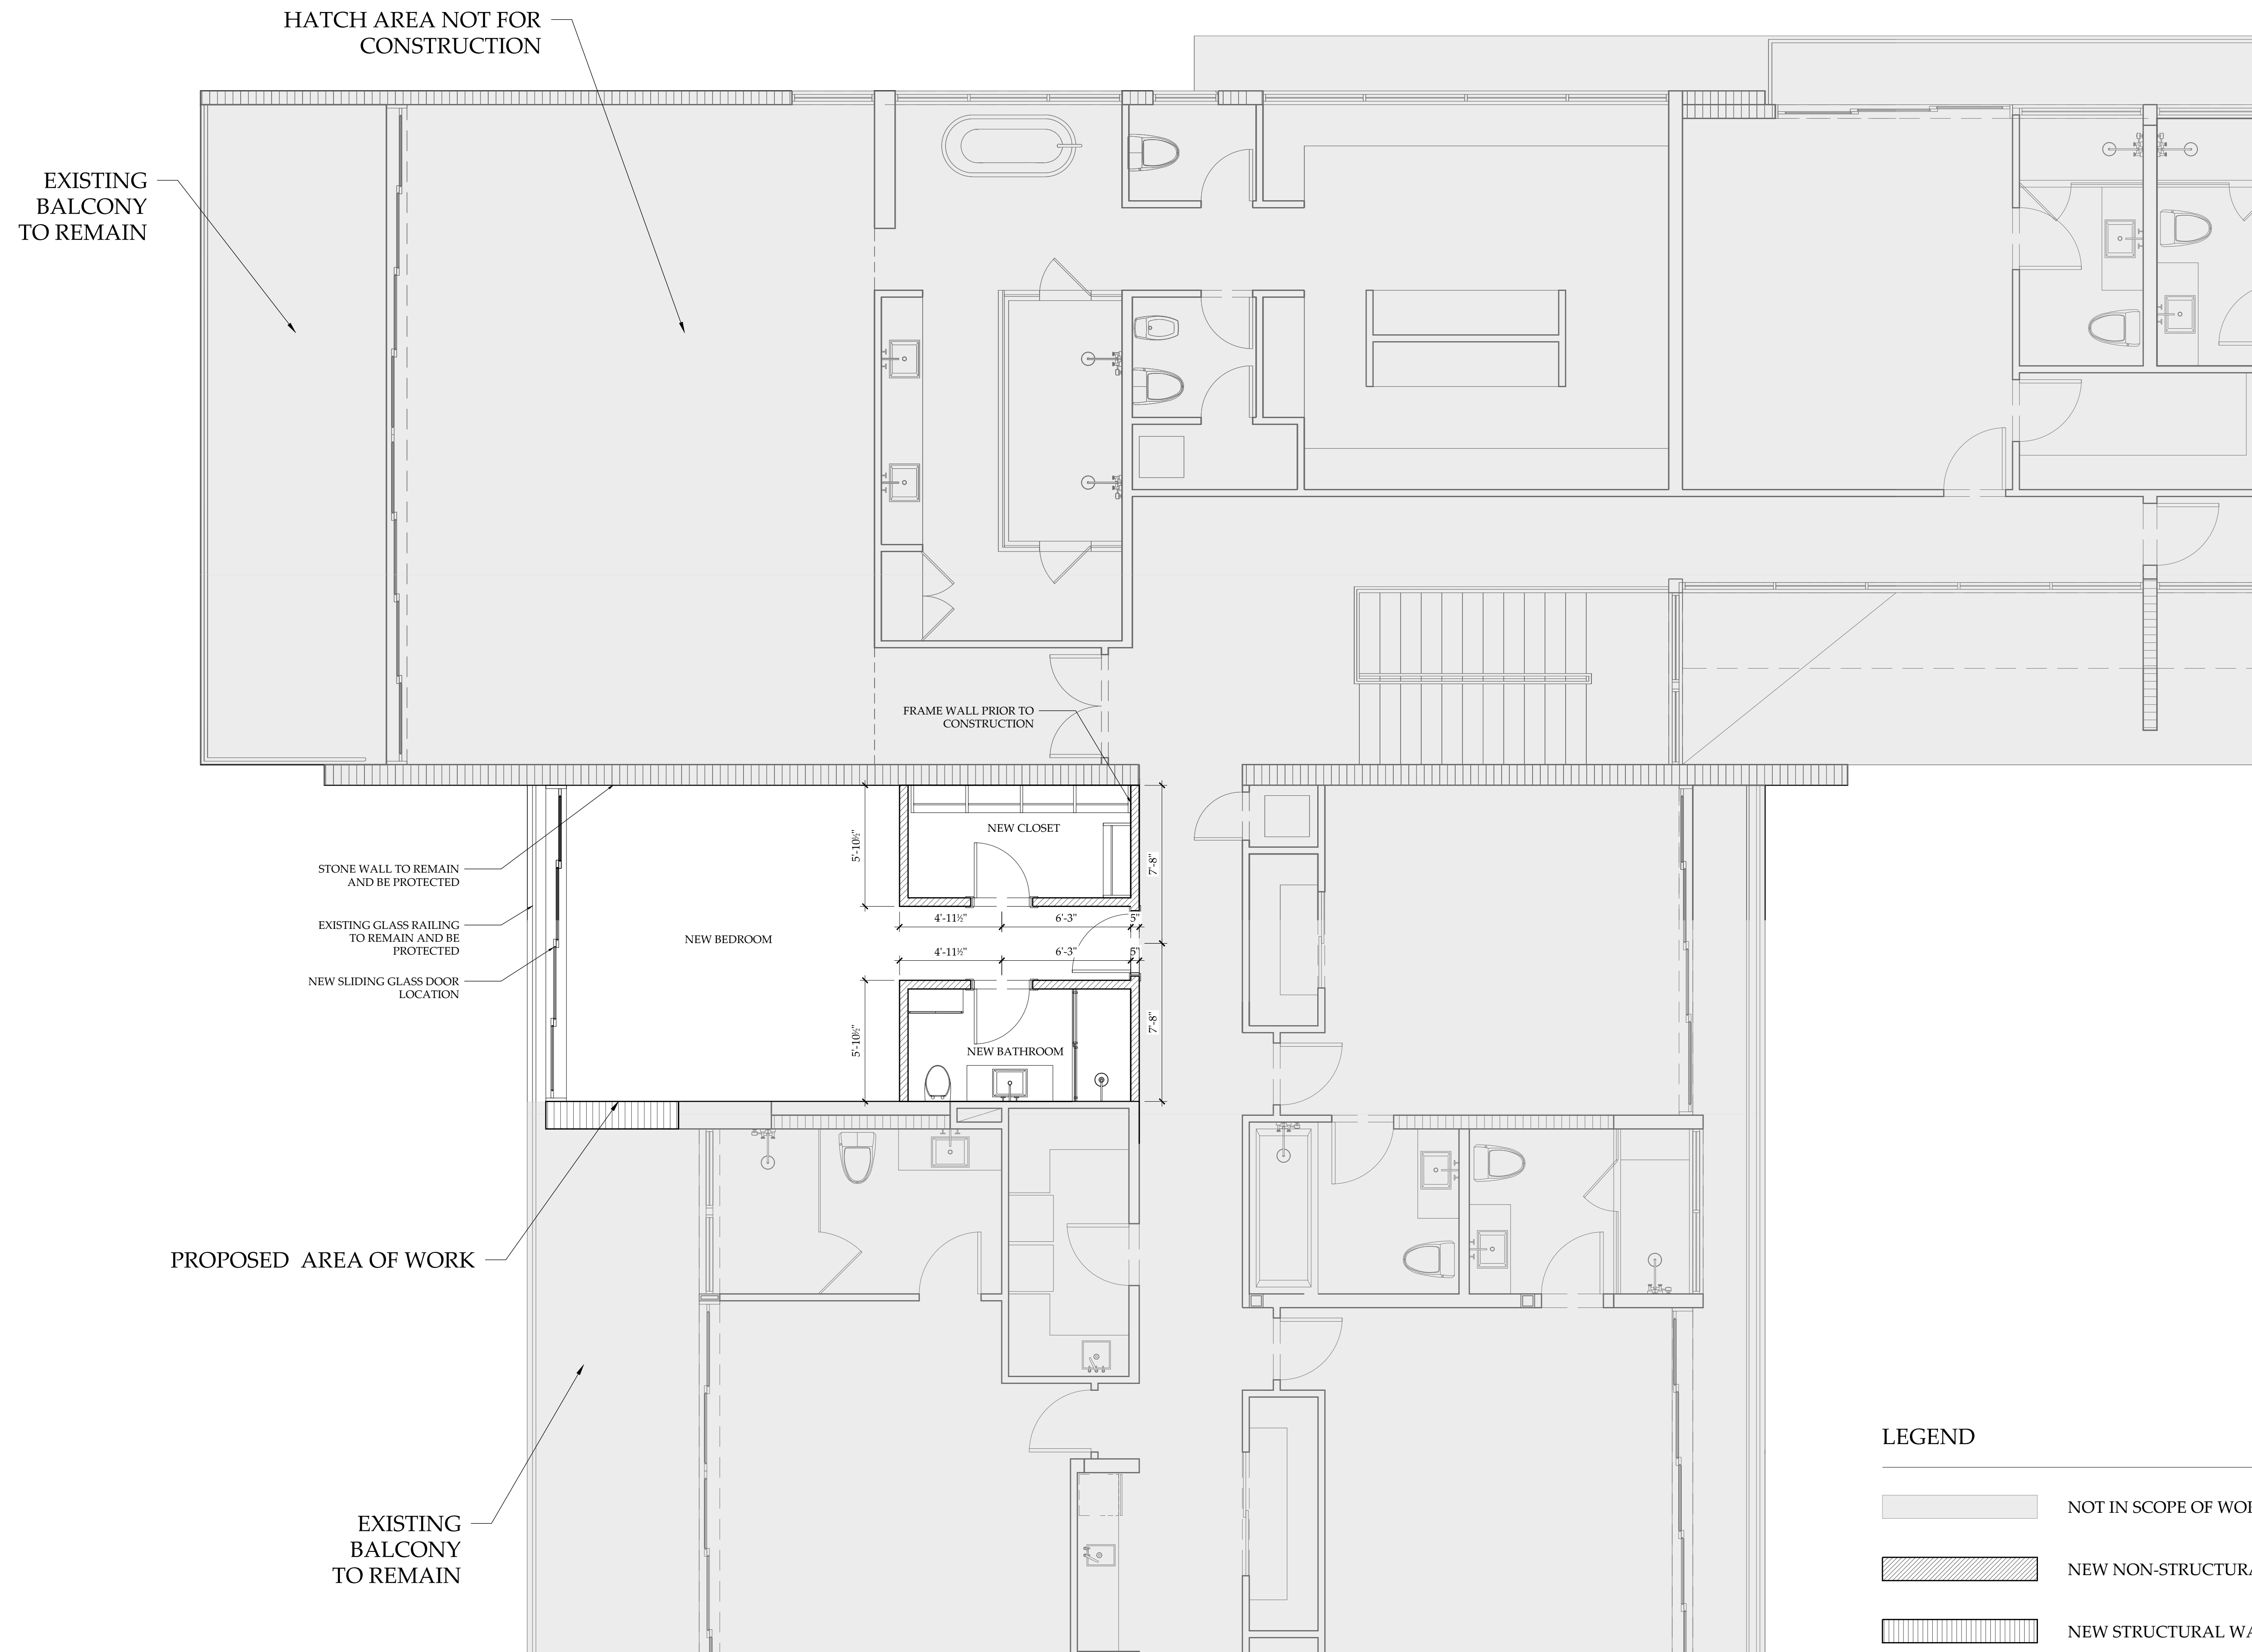 HATCH AREA NOT FOR
CONSTRUCTION
EXISTING
BALCONY
TO REMAIN
FRAME WALL PRIOR TO
CONSTRUCTION
STONE WALL TO REMAIN
AND BE PROTECTED
EXISTING GLASS RAILING
TO REMAIN AND BE
PROTECTED
NEW SLIDING GLASS DOOR
LOCATION
NEW BEDROOM
NEW CLOSET
5'-10½"
7'-8"
4'-11½"
6'-3"
5"
4'-11½"
6'-3"
5"
5'-10½"
7'-8"
NEW BATHROOM
PROPOSED AREA OF WORK
EXISTING
BALCONY
TO REMAIN
LEGEND
NOT IN SCOPE OF
NEW NON-STRUCTURA
NEW STRUCTURAL WA